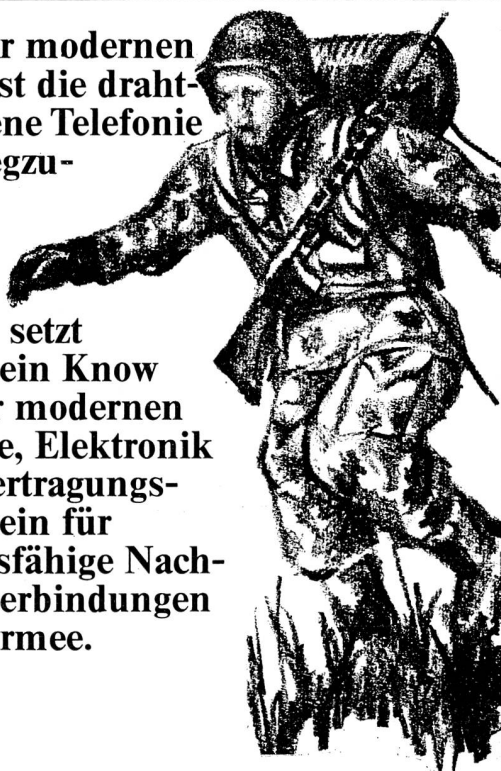 r modernen
st die draht-
ene Telefonie
egzu-
setzt
ein Know
r modernen
e, Elektronik
ertragungs-
ein für
sfähige Nach-
erbindungen
rmee.